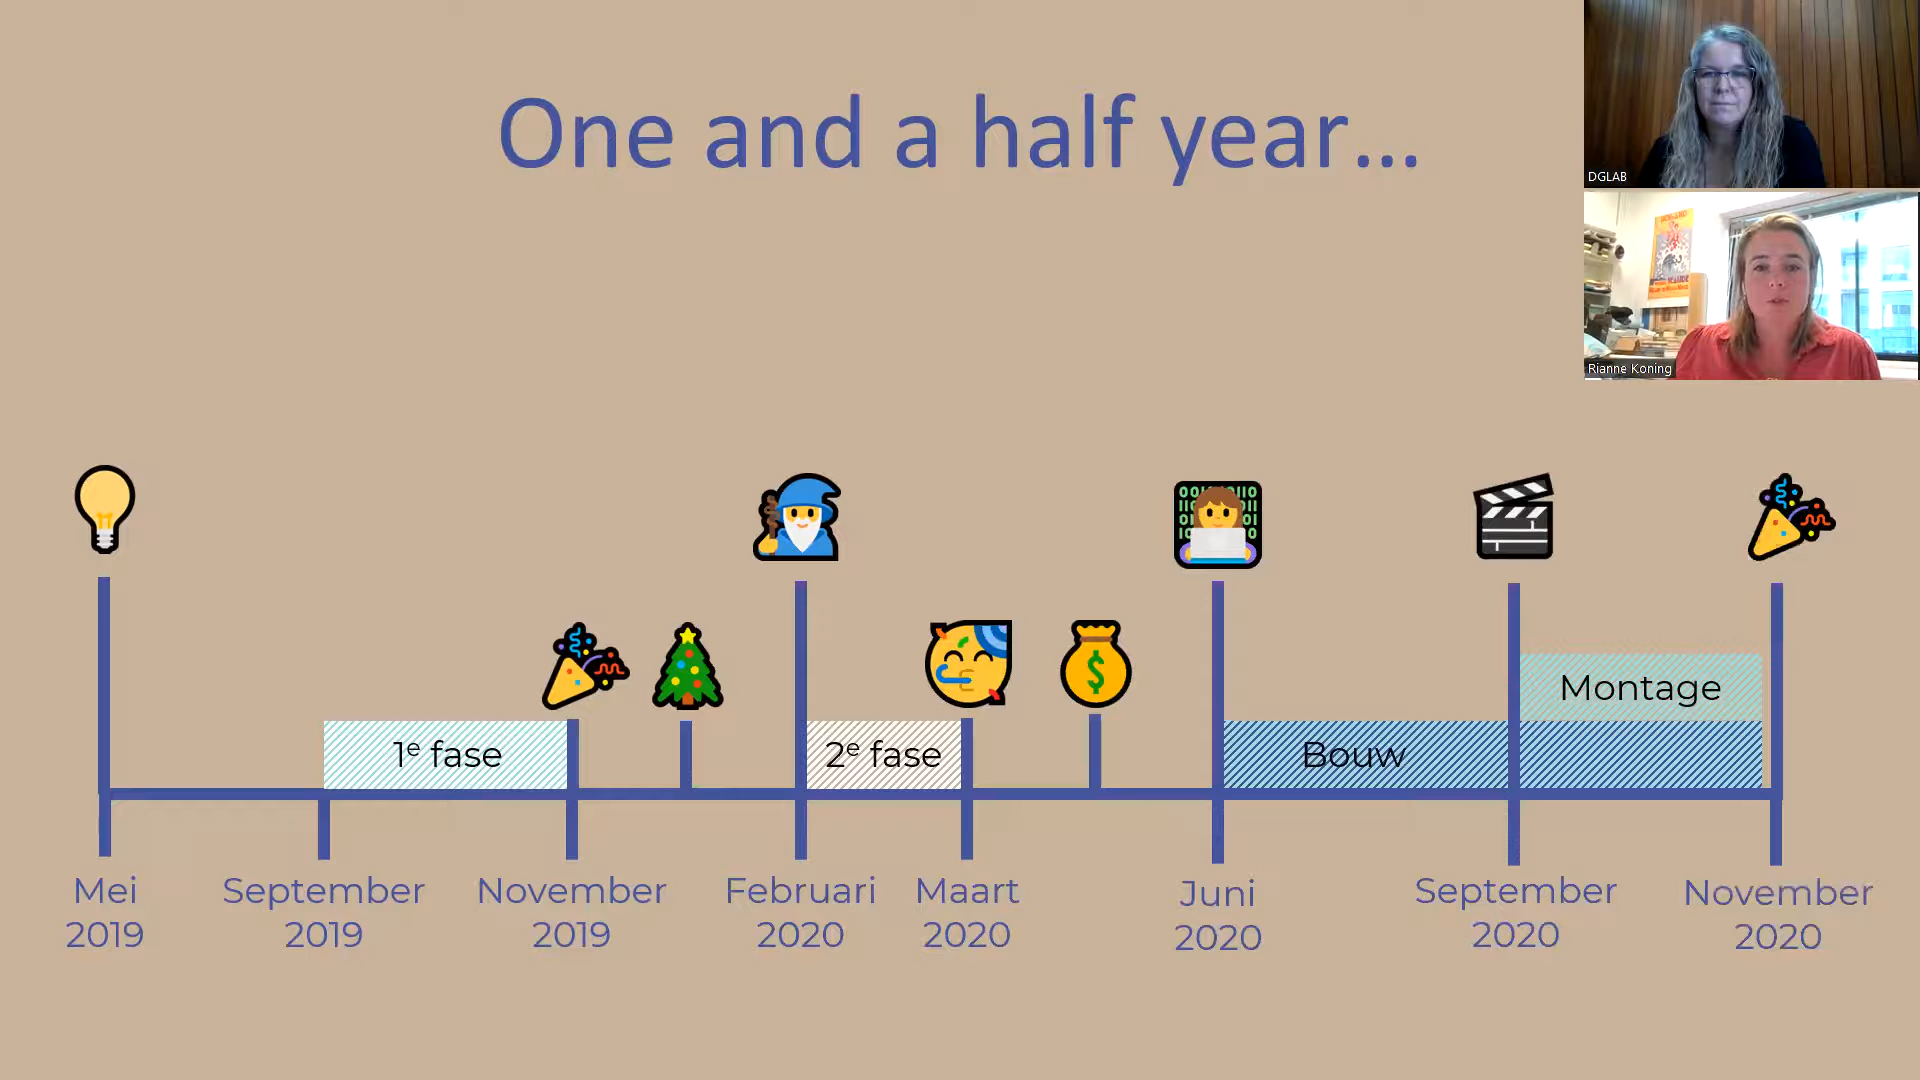 One and a half year...
DGLAB
Rianne Koning
1e fase
2e fase
Bouw
Montage
Mei
2019
September
2019
November
2019
Februari
2020
Maart
2020
Juni
2020
September
2020
November
2020